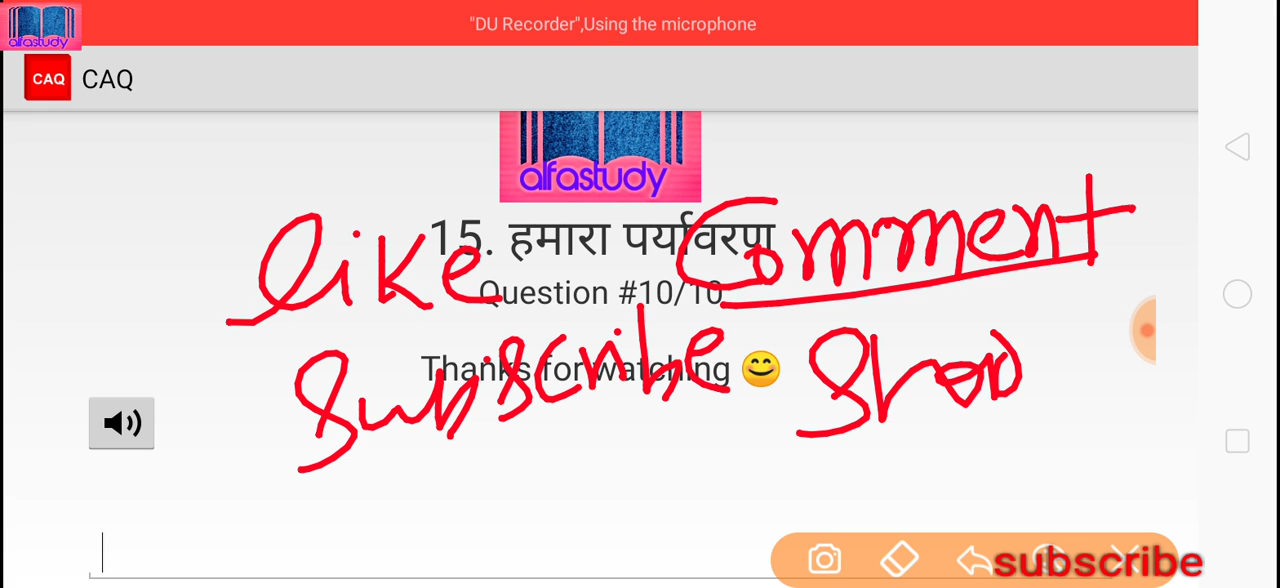 "DU Recorder",Using the microphone
alfastudy
CAQ CAQ
alfastudy
15. हमारा पर्यावरण
like Comment
Question #10/10
Thanks for watching 😊
Subscribe
subscribe